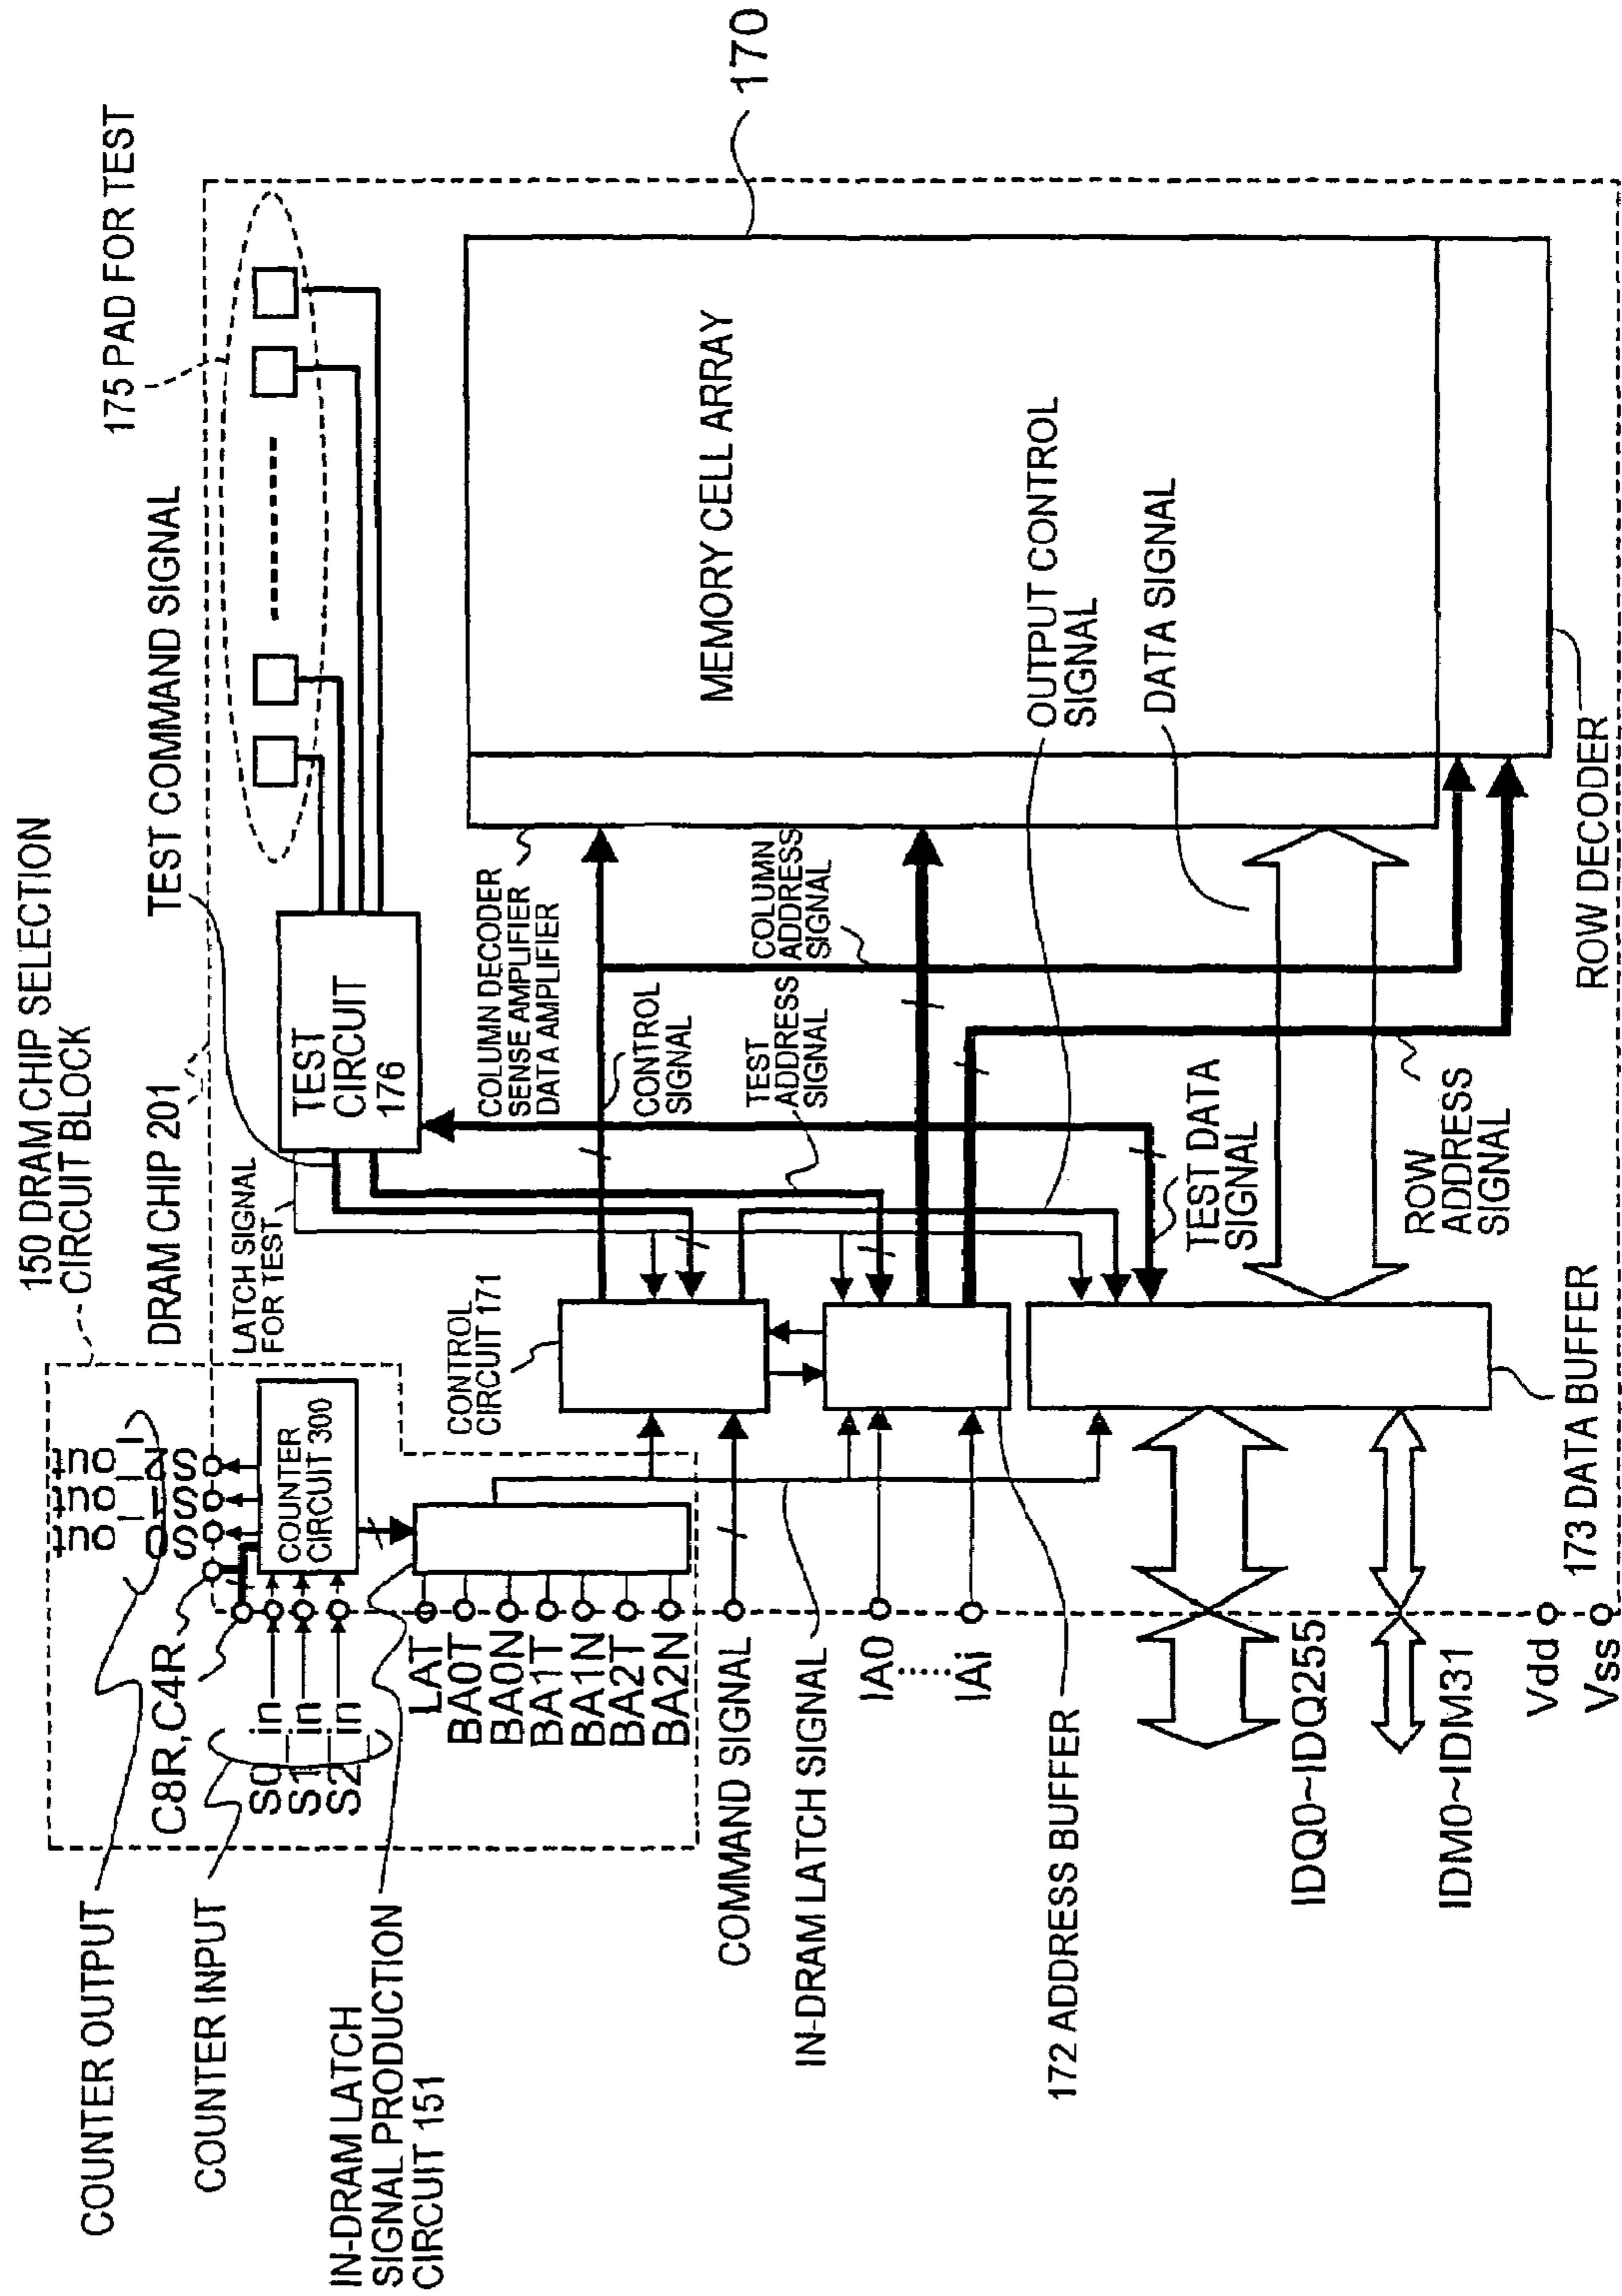 150 DRAM CHIP SELECTION
CIRCUIT BLOCK
DRAM CHIP 201
TEST COMMAND SIGNAL
175 PAD FOR TEST
COUNTER OUTPUT
S0_out
S1_out
S2_out
C8R,C4R
COUNTER INPUT
S0_in
S1_in
S2_in
COUNTER
CIRCUIT 300
LATCH SIGNAL
FOR TEST
TEST
CIRCUIT
176
IN-DRAM LATCH
SIGNAL PRODUCTION
CIRCUIT 151
LAT
BA0T
BA0N
BA1T
BA1N
BA2T
BA2N
CONTROL
CIRCUIT 171
COLUMN DECODER
SENSE AMPLIFIER
DATA AMPLIFIER
CONTROL
SIGNAL
TEST
ADDRESS
SIGNAL
COLUMN
ADDRESS
SIGNAL
MEMORY CELL ARRAY
170
COMMAND SIGNAL
IN-DRAM LATCH SIGNAL
IA0
......
IAi
172 ADDRESS BUFFER
OUTPUT CONTROL
SIGNAL
DATA SIGNAL
TEST DATA
SIGNAL
ROW
ADDRESS
SIGNAL
IDQ0~IDQ255
IDM0~IDM31
Vdd
Vss
173 DATA BUFFER
ROW DECODER